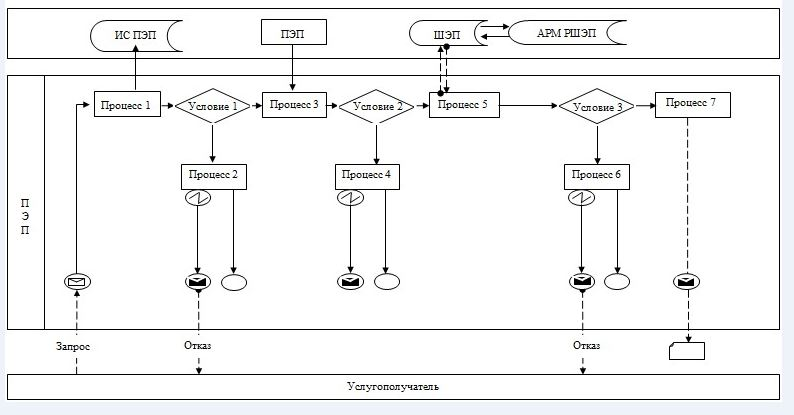 ИС ПЭП
ПЭП
ШЭП
АРМ РШЭП
Процесс 1
Условие 1
Процесс 3
Условие 2
Процесс 5
Условие 3
Процесс 7
Процесс 2
Процесс 4
Процесс 6
П
Э
П
Запрос
Отказ
Отказ
Услугополучатель